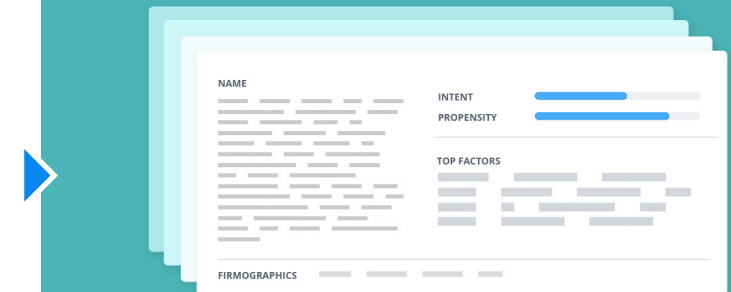 NAME
INTENT
PROPENSITY
TOP FACTORS
FIRMOGRAPHICS